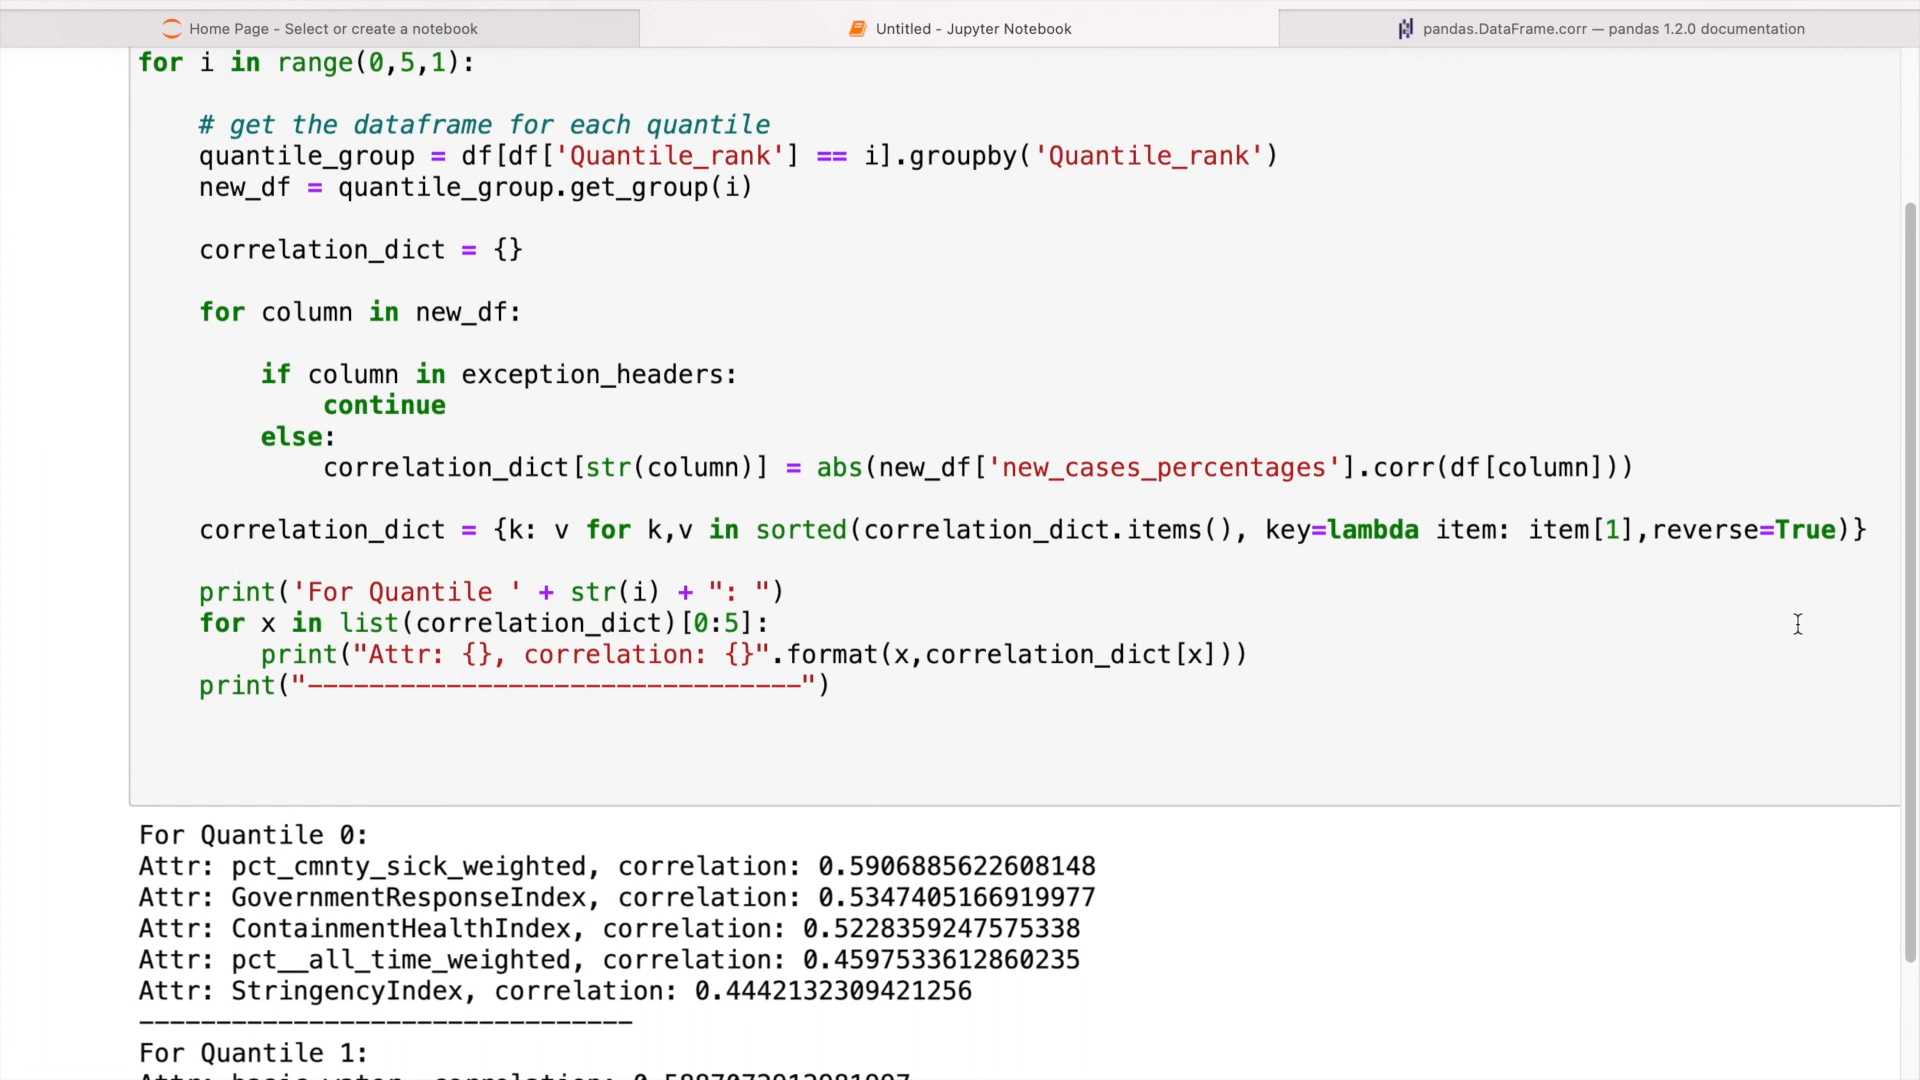 Home Page - Select or create a notebook
Untitled - Jupyter Notebook
pandas.DataFrame.corr — pandas 1.2.0 documentation
for i in range(0,5,1):
# get the dataframe for each quantile
quantile_group = df[df['Quantile_rank'] == i].groupby('Quantile_rank')
new_df = quantile_group.get_group(i)
correlation_dict = {}
for column in new_df:
if column in exception_headers:
continue
else:
correlation_dict[str(column)] = abs(new_df['new_cases_percentages'].corr(df[column]))
correlation_dict = {k: v for k,v in sorted(correlation_dict.items(), key=lambda item: item[1],reverse=True)}
print('For Quantile ' + str(i) + ": ")
for x in list(correlation_dict)[0:5]:
print("Attr: {}, correlation: {}".format(x,correlation_dict[x]))
print("--------------------------------")
For Quantile 0:
Attr: pct_cmnty_sick_weighted, correlation: 0.5906885622608148
Attr: GovernmentResponseIndex, correlation: 0.5347405166919977
Attr: ContainmentHealthIndex, correlation: 0.5228359247575338
Attr: pct__all_time_weighted, correlation: 0.4597533612860235
Attr: StringencyIndex, correlation: 0.4442132309421256
--------------------------------
For Quantile 1: